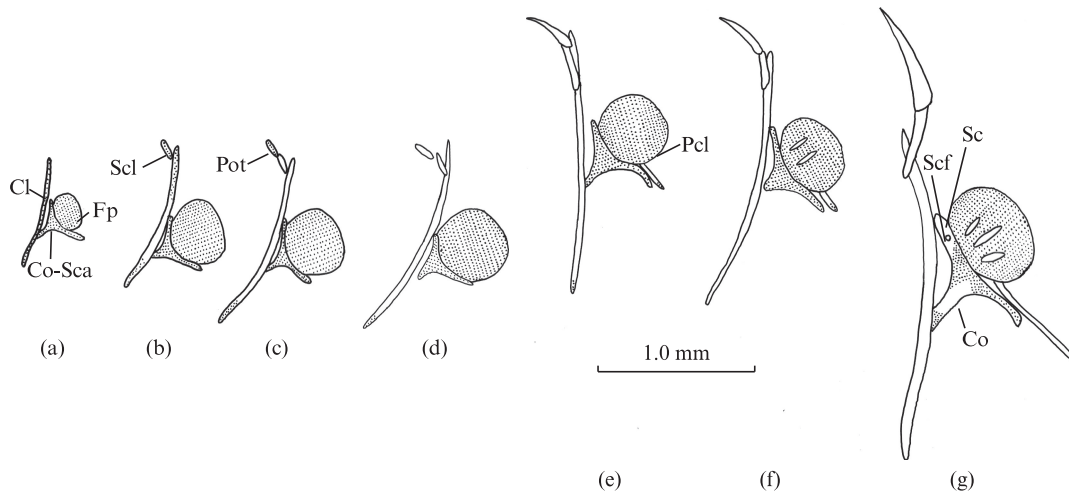 Cl
Fp
Co-Sca
(a)
Scl
(b)
Pot
(c)
(d)
Pcl
1.0 mm
(e)
(f)
Sc
Scf
Co
(g)